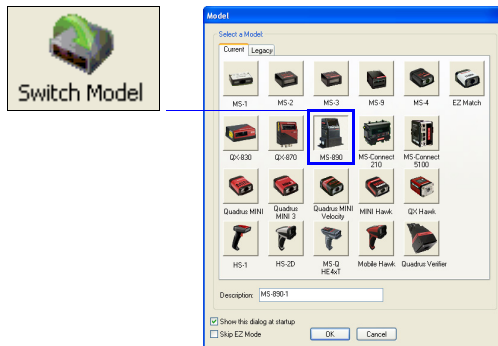 Switch Model
Model
Select a Model:
Current Legacy
MS-1 MS-2 MS-3 MS-9 MS-4 EZ Match
QX-830 QX-870 MS-890 MS-Connect 210 MS-Connect 5100
Quadrus MINI Quadrus MINI 3 Quadrus MINI Velocity MINI Hawk QX Hawk
HS-1 HS-2D MS-Q HE4xT Mobile Hawk Quadrus Verifier
Description: MS-890-1
Show this dialog at startup
Skip EZ Mode
OK Cancel